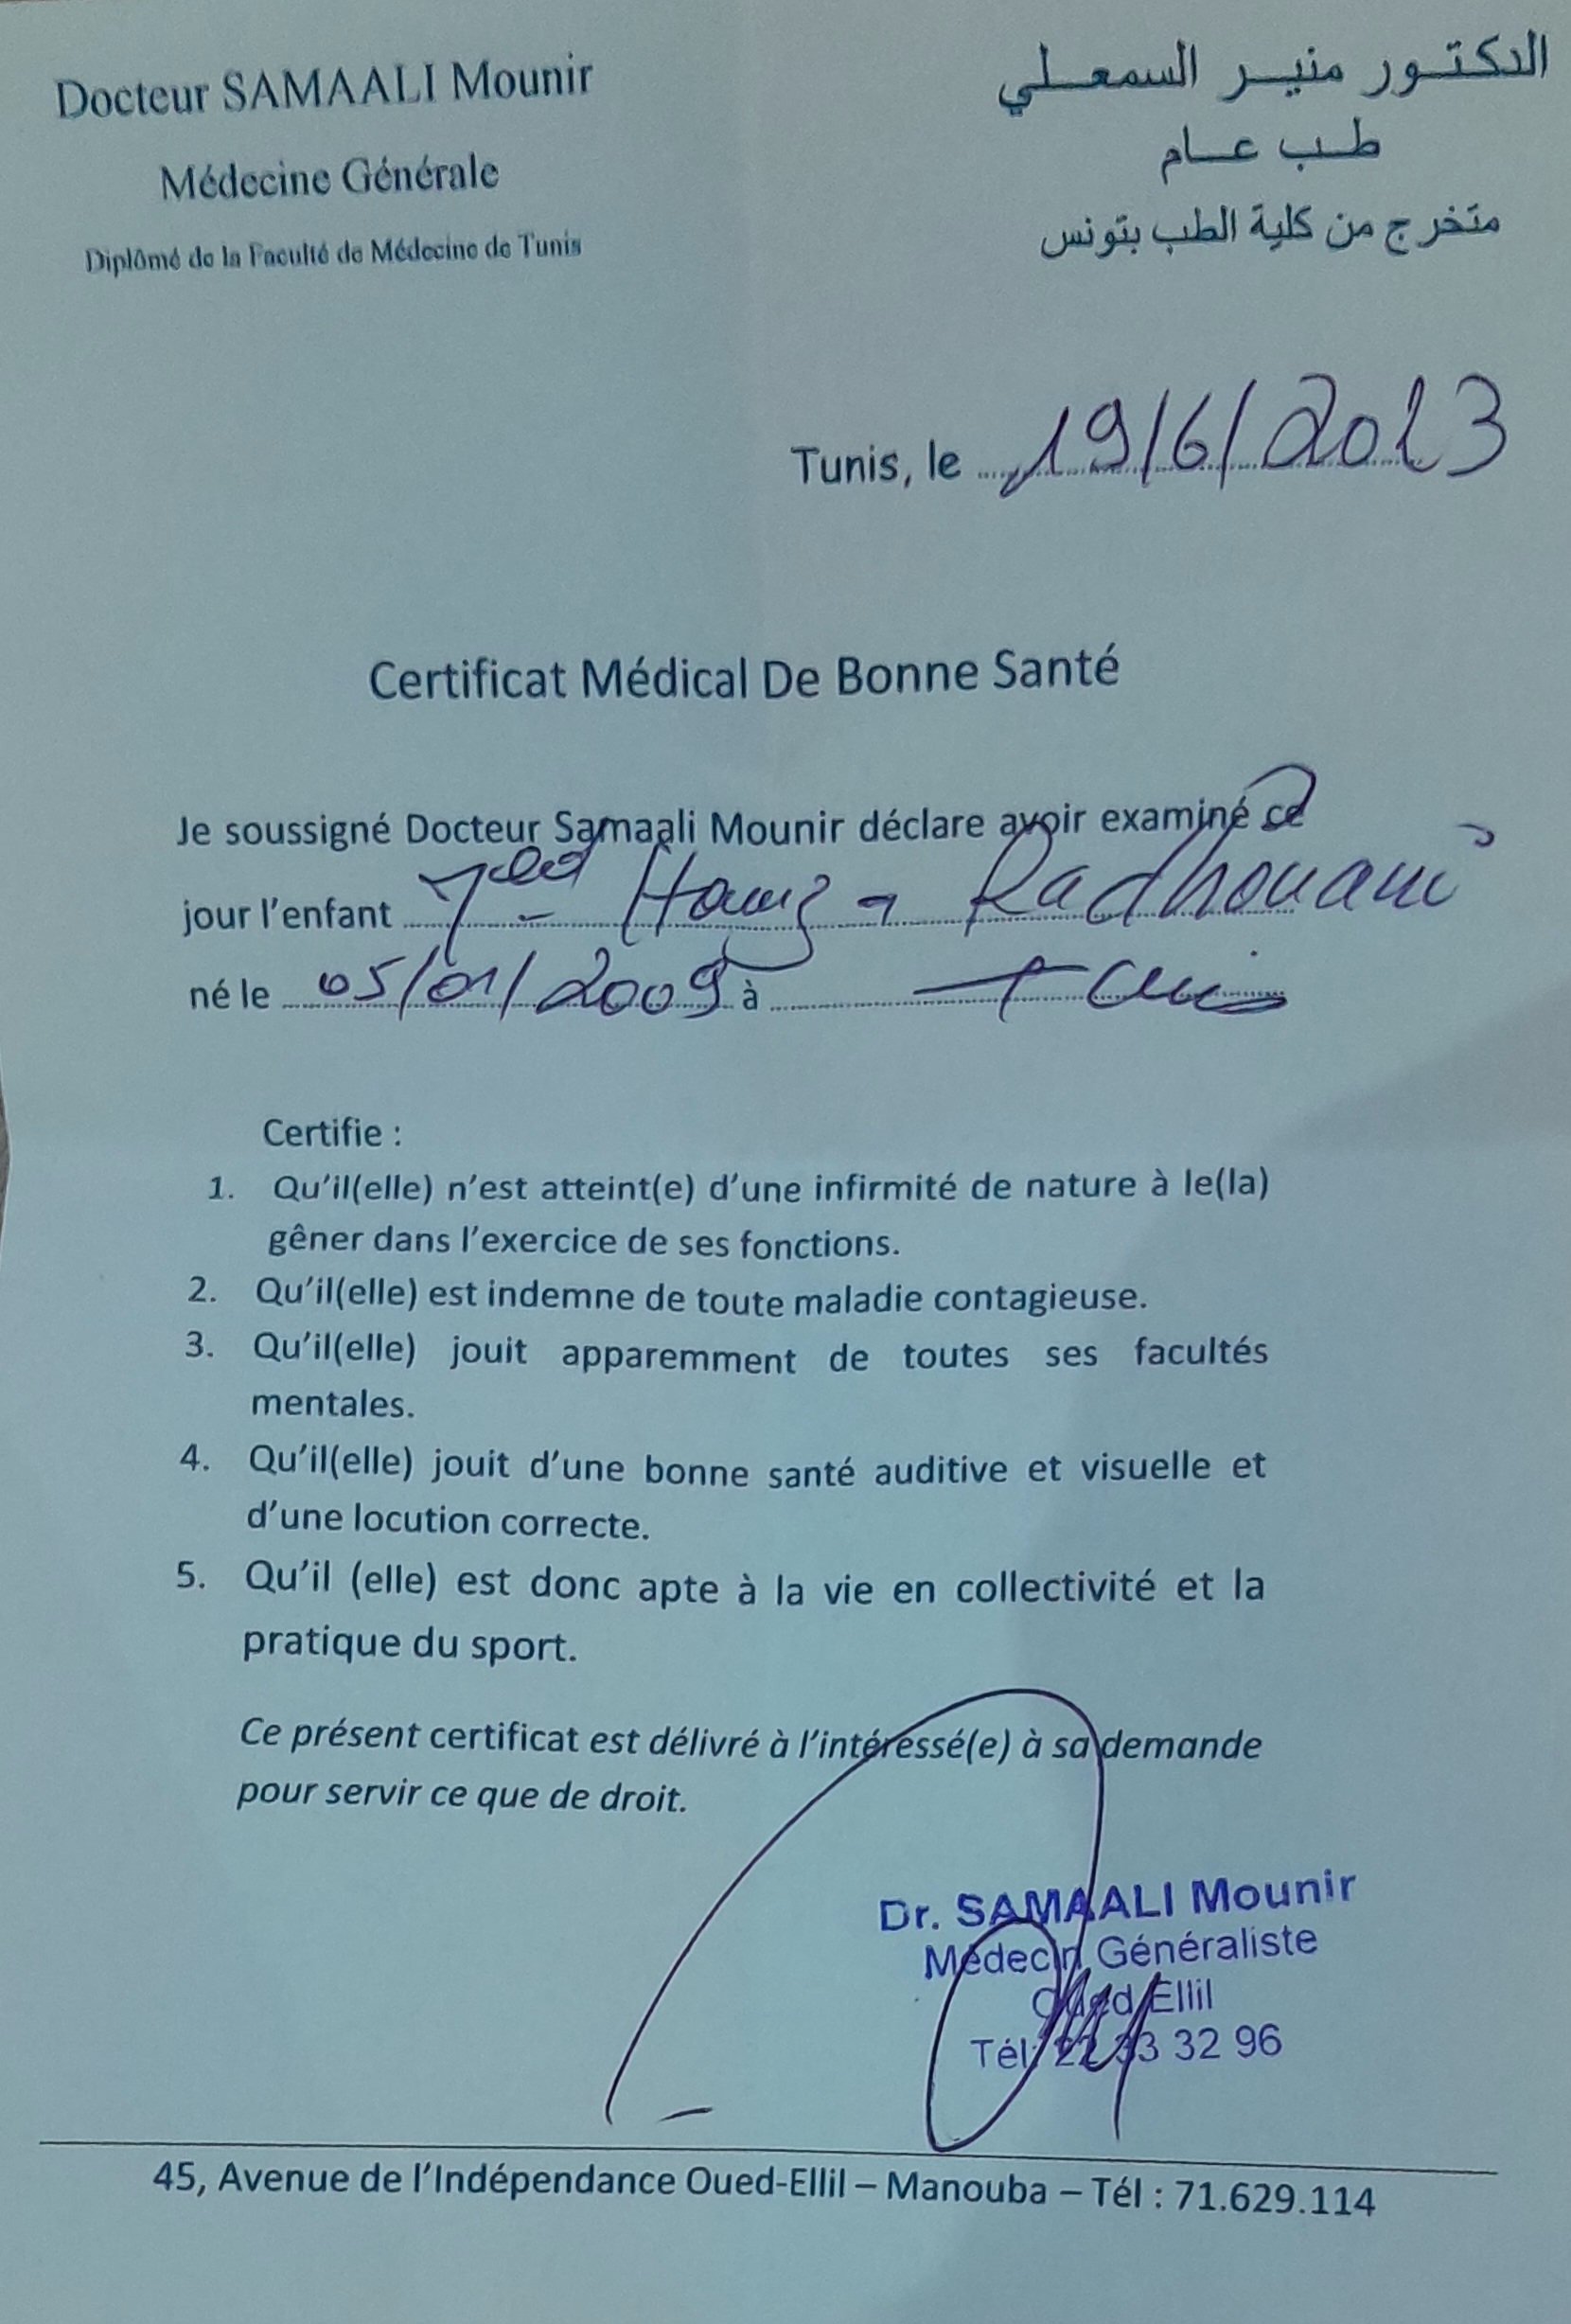 Docteur SAMAALI Mounir
Médecine Générale
Diplômé de la Faculté de Médecine de Tunis
الدكتور منير السمعلي
طب عام
متخرج من كلية الطب بتونس
Tunis, le 19/6/2023
Certificat Médical De Bonne Santé
Je soussigné Docteur Samaali Mounir déclare avoir examiné ce
jour l'enfant Radhouani
né le 05/01/2009 à
Certifie :
1. Qu'il(elle) n'est atteint(e) d'une infirmité de nature à le(la)
gêner dans l'exercice de ses fonctions.
2. Qu'il(elle) est indemne de toute maladie contagieuse.
3. Qu'il(elle) jouit apparemment de toutes ses facultés
mentales.
4. Qu'il(elle) jouit d'une bonne santé auditive et visuelle et
d'une locution correcte.
5. Qu'il (elle) est donc apte à la vie en collectivité et la
pratique du sport.
Ce présent certificat est délivré à l'intéressé(e) à sa demande
pour servir ce que de droit.
Dr. SAMAALI Mounir
Médecin Généraliste
Oued Ellil
Tél: 22 33 32 96
45, Avenue de l'Indépendance Oued-Ellil – Manouba – Tél : 71.629.114